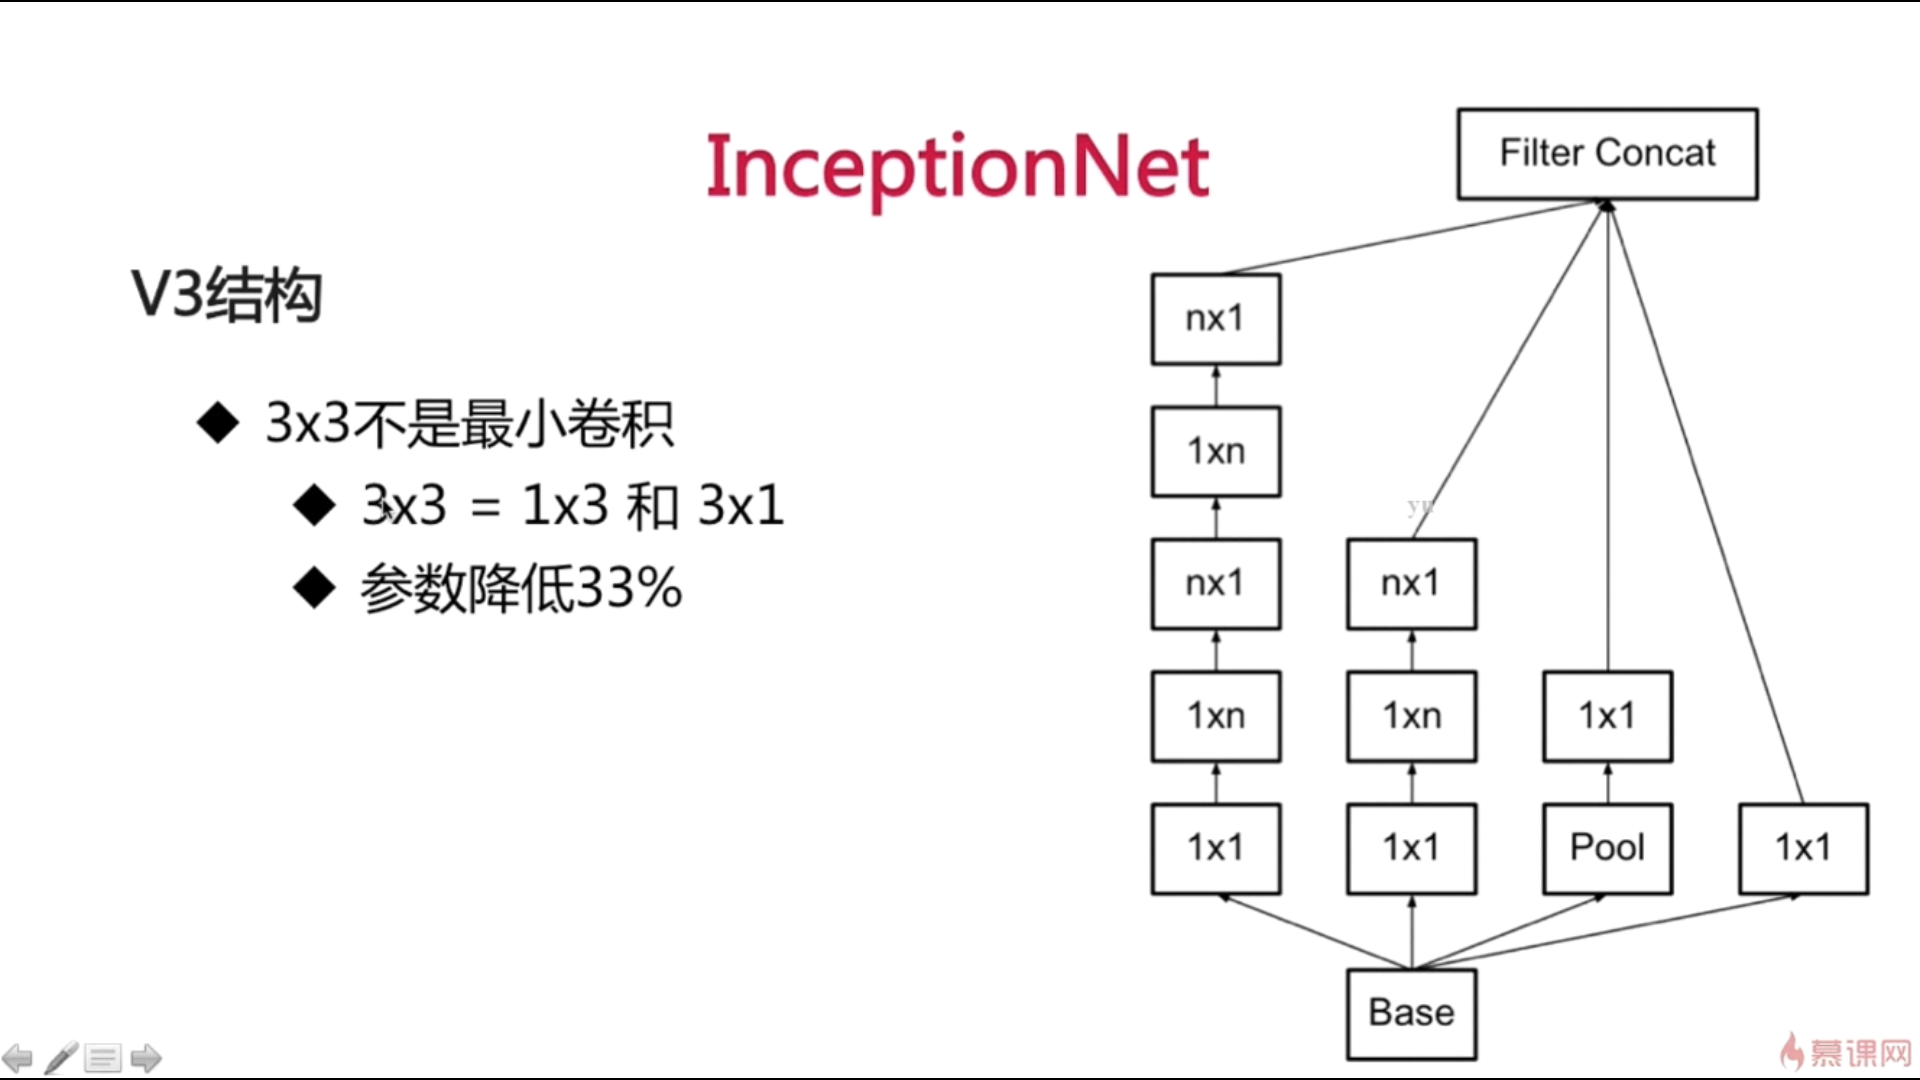 InceptionNet
V3结构
3x3不是最小卷积
3x3 = 1x3 和 3x1
参数降低33%
Filter Concat
nx1
1xn
nx1
nx1
1xn
1xn
1x1
1x1
1x1
Pool
1x1
Base
yu
慕课网